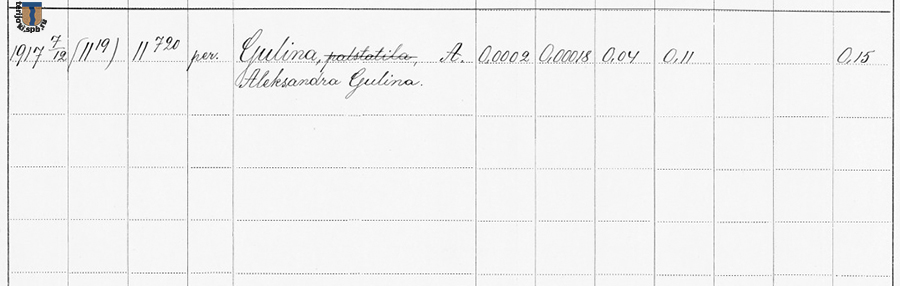 1917 7/12 (11 19) 11 720 per. Gulina, palstatila, A. 0,0002 0,00018 0,04 0,11 0,15
Aleksandra Gulina.